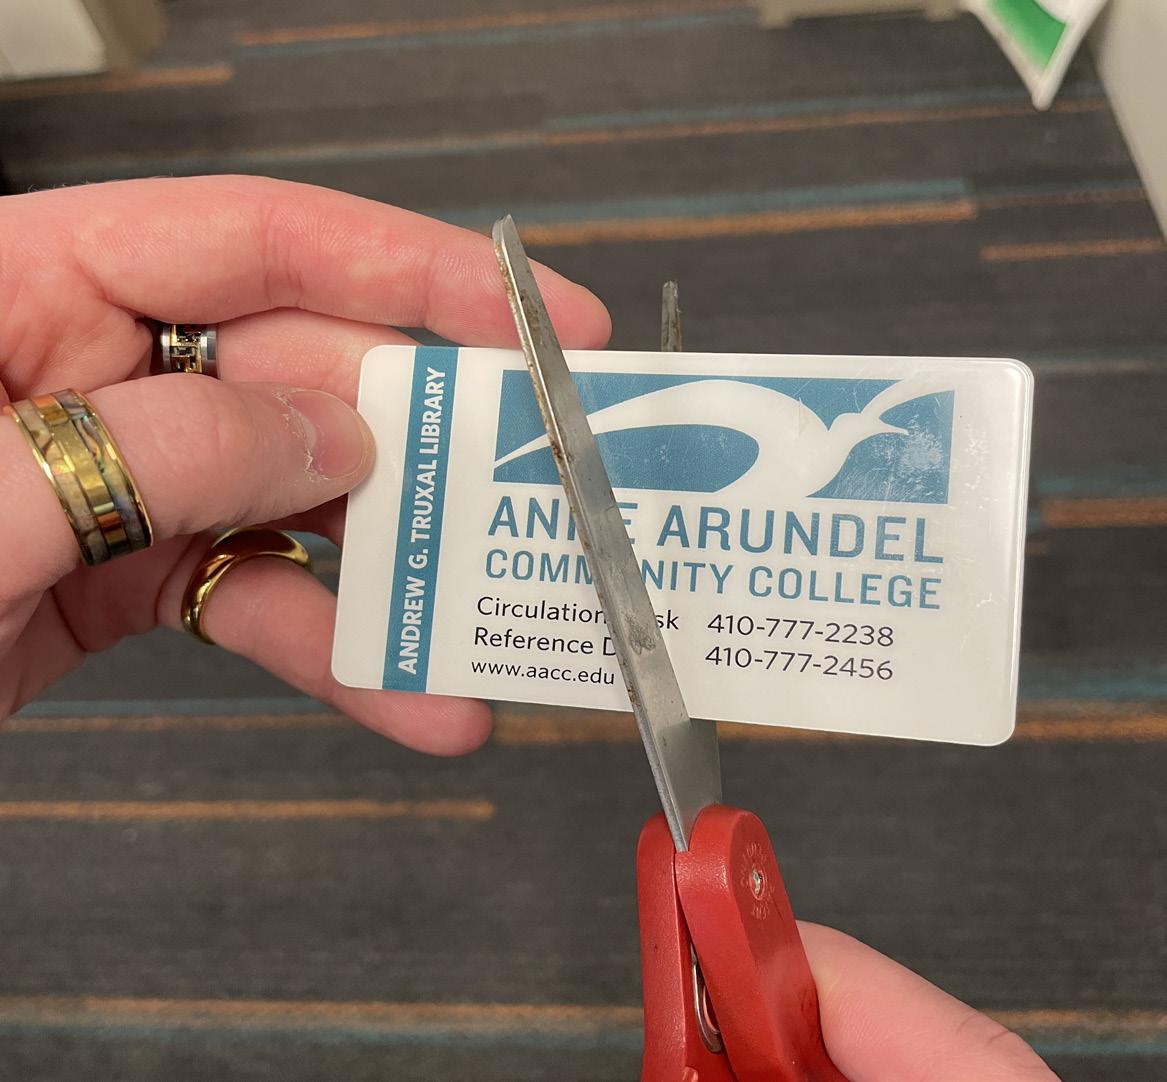 ANDREW G. TRUXAL LIBRARY
ARUNDEL
COLLEGE
Circulation 410-777-2238
Reference 410-777-2456
www.aacc.edu